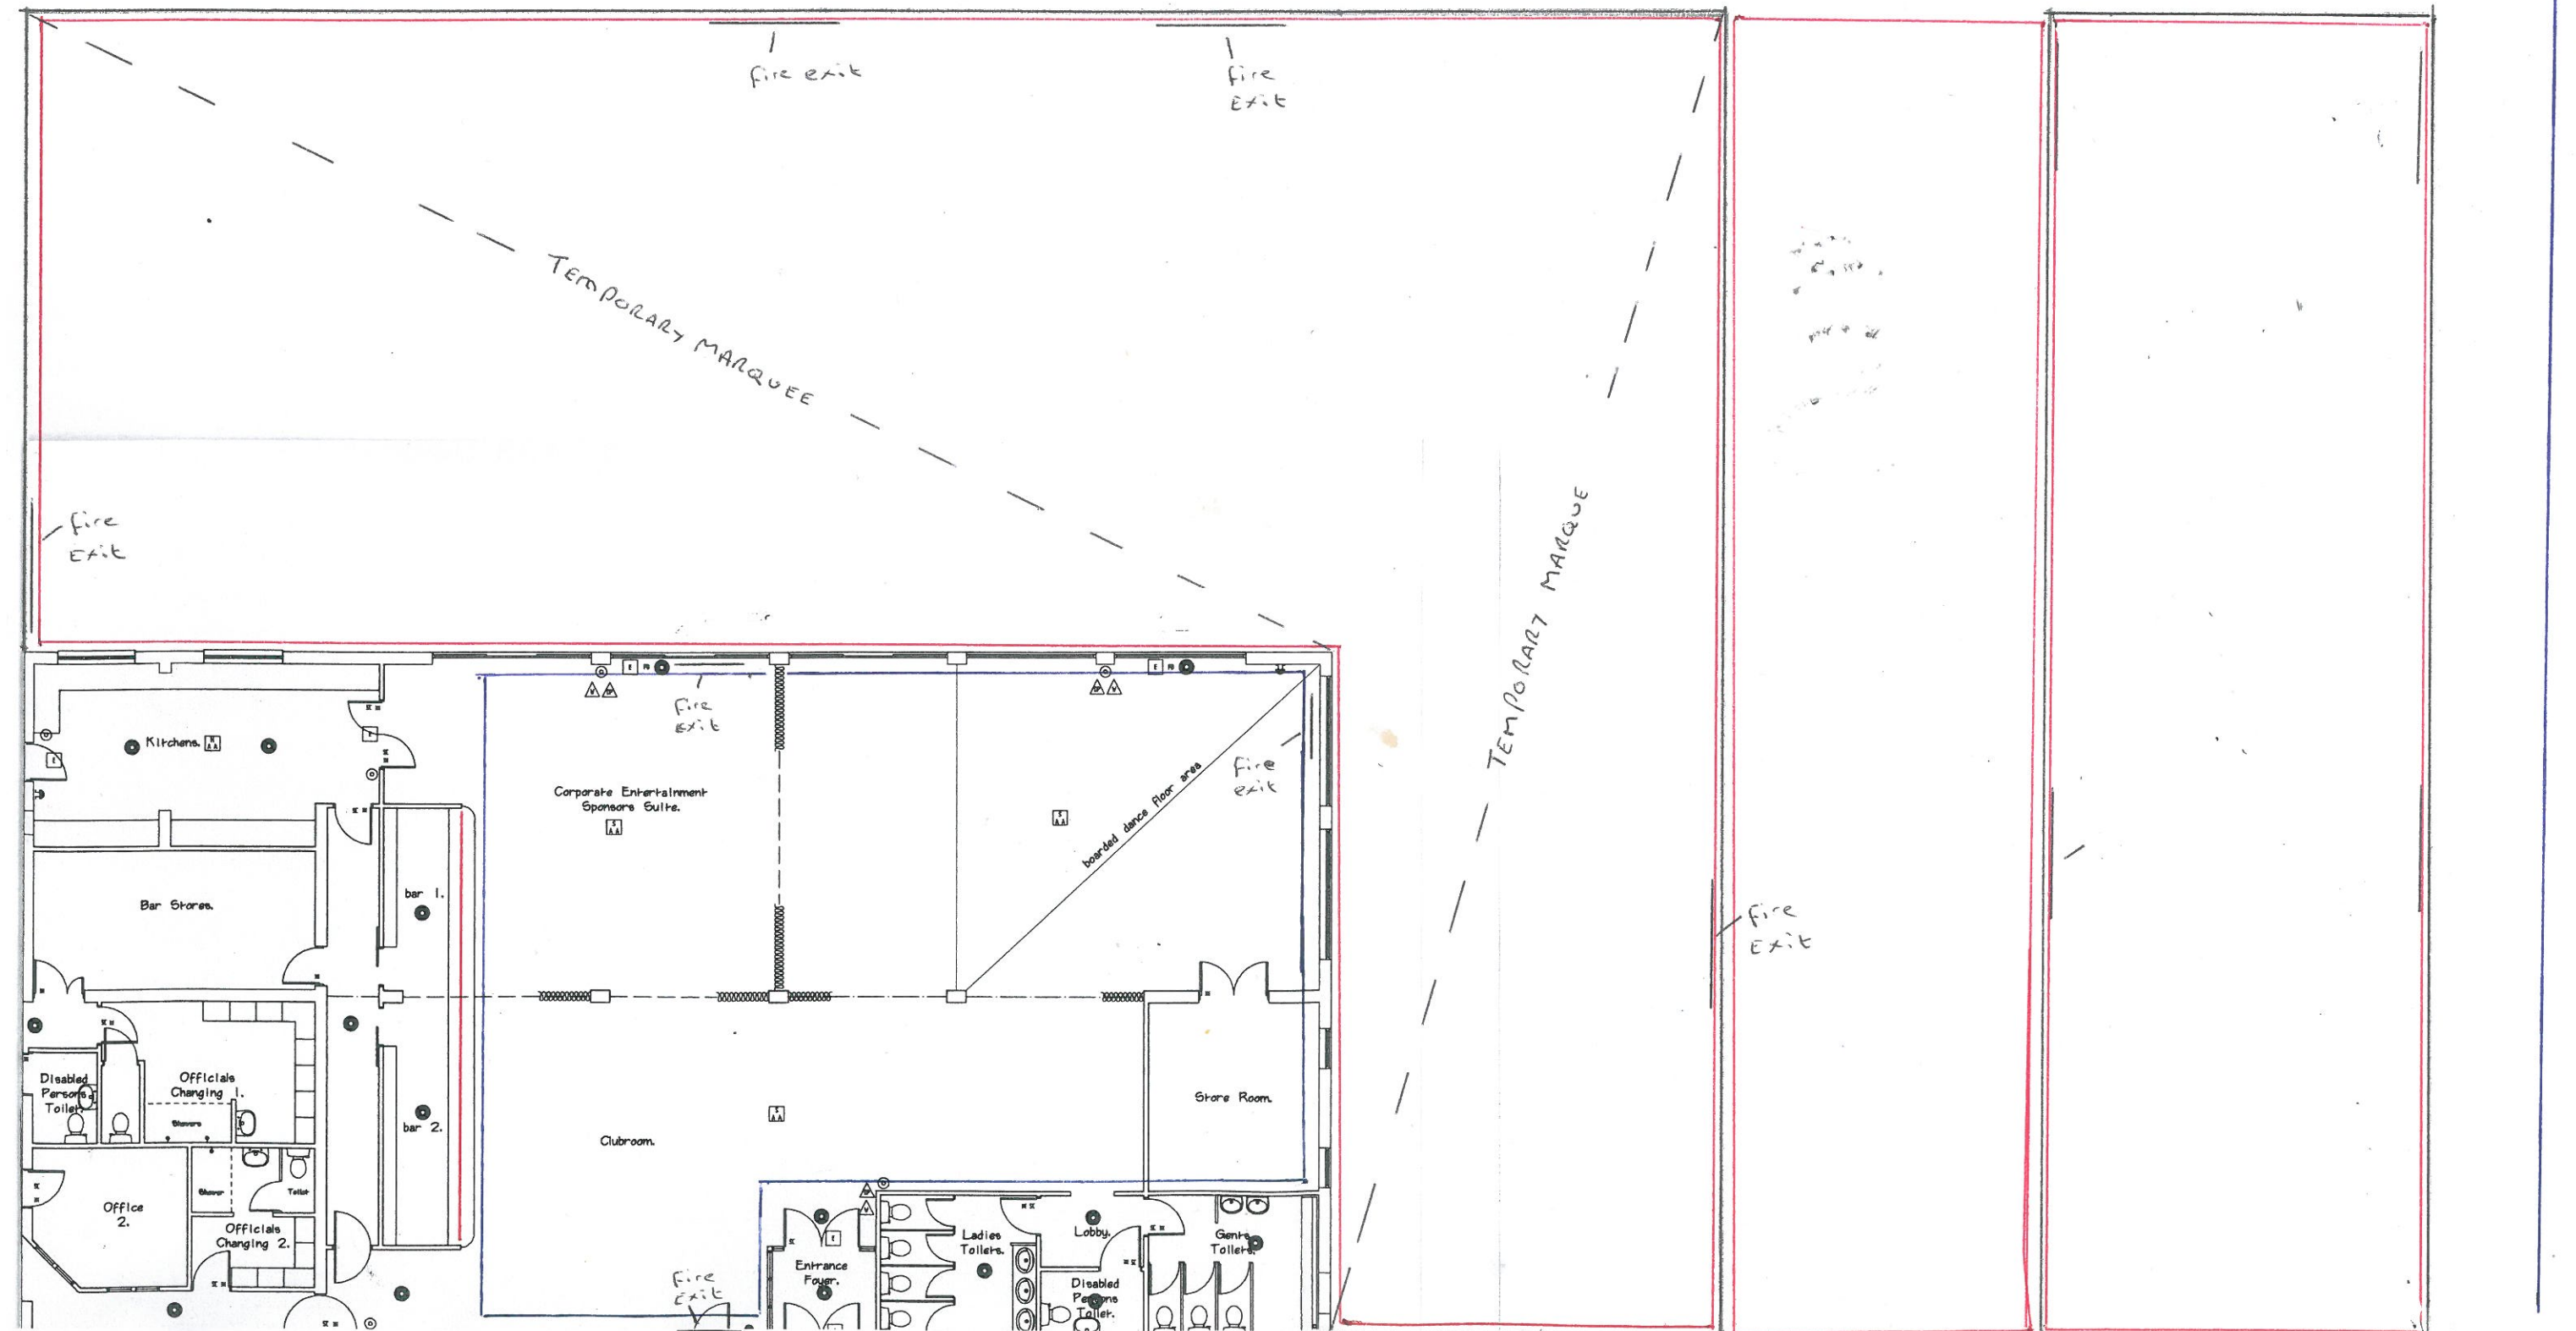 fire exit
fire
Exit
TEMPORARY MARQUEE
fire
Exit
TEMPORARY MARQUE
E
FO
E
FO
fire
Exit
Kitchens.
E
E
fire
exit
Corporate Entertainment
Sponsors Suite.
boarded dance floor area
bar 1.
Bar Stores.
fire
Exit
Disabled
Persons
Toilet.
Officials
Changing 1.
Showers
Store Room.
bar 2.
Clubroom.
Office
2.
Shower
Toilet
Officials
Changing 2.
Entrance
Foyer.
E
Ladies
Toilets.
Lobby.
Gents
Toilets.
Disabled
Persons
Toilet.
fire
Exit